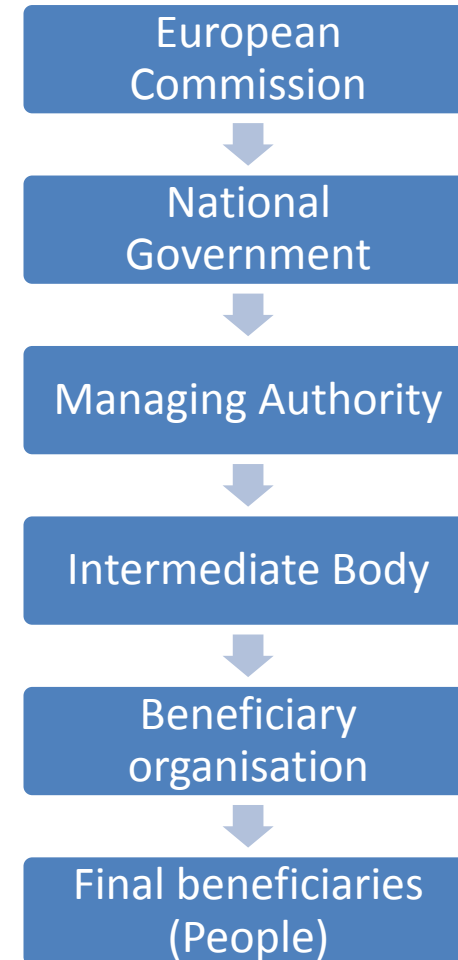 European
Commission
National
Government
Managing Authority
Intermediate Body
Beneficiary
organisation
Final beneficiaries
(People)